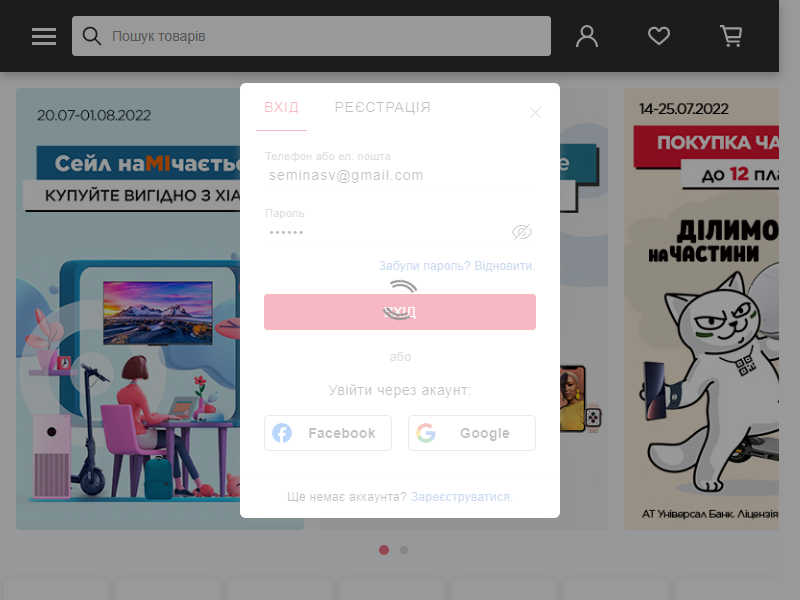 Пошук товарів
20.07-01.08.2022
Сейл наМІчаєть
КУПУЙТЕ ВИГІДНО З XIA
14-25.07.2022
ПОКУПКА ЧА
до 12 пла
ДІЛИМО
НА ЧАСТИНИ
АТ Універсал Банк. Ліцензія
ВХІД РЕЄСТРАЦІЯ
Телефон або ел. пошта
seminasv@gmail.com
Пароль
••••••
Забули пароль? Відновити.
ВХІД
або
Увійти через акаунт:
Facebook Google
Ще немає аккаунта? Зареєструватися.